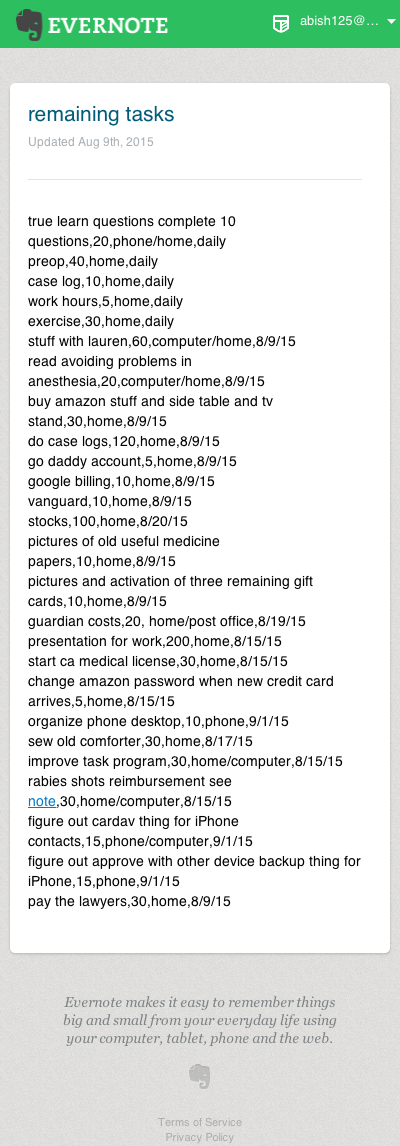 EVERNOTE
abish125@...
remaining tasks
Updated Aug 9th, 2015
true learn questions complete 10
questions,20,phone/home,daily
preop,40,home,daily
case log,10,home,daily
work hours,5,home,daily
exercise,30,home,daily
stuff with lauren,60,computer/home,8/9/15
read avoiding problems in
anesthesia,20,computer/home,8/9/15
buy amazon stuff and side table and tv
stand,30,home,8/9/15
do case logs,120,home,8/9/15
go daddy account,5,home,8/9/15
google billing,10,home,8/9/15
vanguard,10,home,8/9/15
stocks,100,home,8/20/15
pictures of old useful medicine
papers,10,home,8/9/15
pictures and activation of three remaining gift
cards,10,home,8/9/15
guardian costs,20, home/post office,8/19/15
presentation for work,200,home,8/15/15
start ca medical license,30,home,8/15/15
change amazon password when new credit card
arrives,5,home,8/15/15
organize phone desktop,10,phone,9/1/15
sew old comforter,30,home,8/17/15
improve task program,30,home/computer,8/15/15
rabies shots reimbursement see
note,30,home/computer,8/15/15
figure out cardav thing for iPhone
contacts,15,phone/computer,9/1/15
figure out approve with other device backup thing for
iPhone,15,phone,9/1/15
pay the lawyers,30,home,8/9/15
Evernote makes it easy to remember things
big and small from your everyday life using
your computer, tablet, phone and the web.
Terms of Service
Privacy Policy